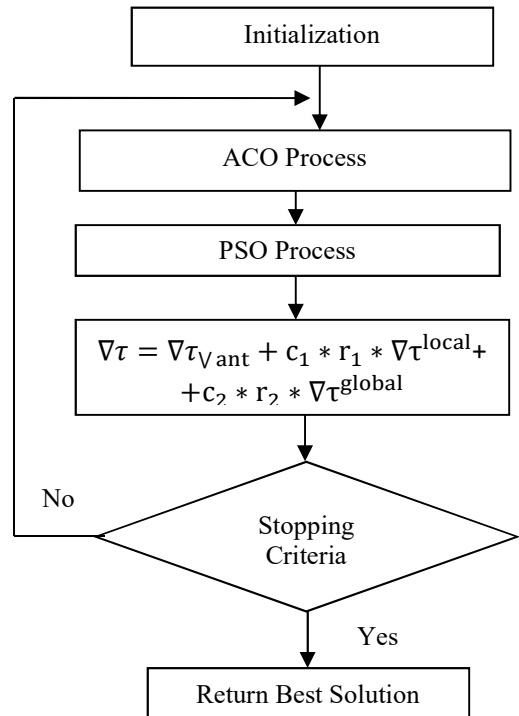 Initialization
ACO Process
PSO Process
∇τ = ∇τ∀ ant + c₁ * r₁ * ∇τˡᵒᶜᵃˡ+
+c₂ * r₂ * ∇τᵍˡᵒᵇᵃˡ
No
Stopping
Criteria
Yes
Return Best Solution